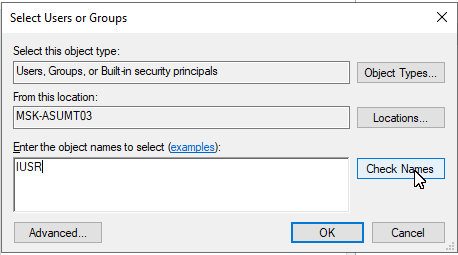 Select Users or Groups
Select this object type:
Users, Groups, or Built-in security principals
Object Types...
From this location:
MSK-ASUMT03
Locations...
Enter the object names to select (examples):
IUSR
Check Names
Advanced...
OK
Cancel